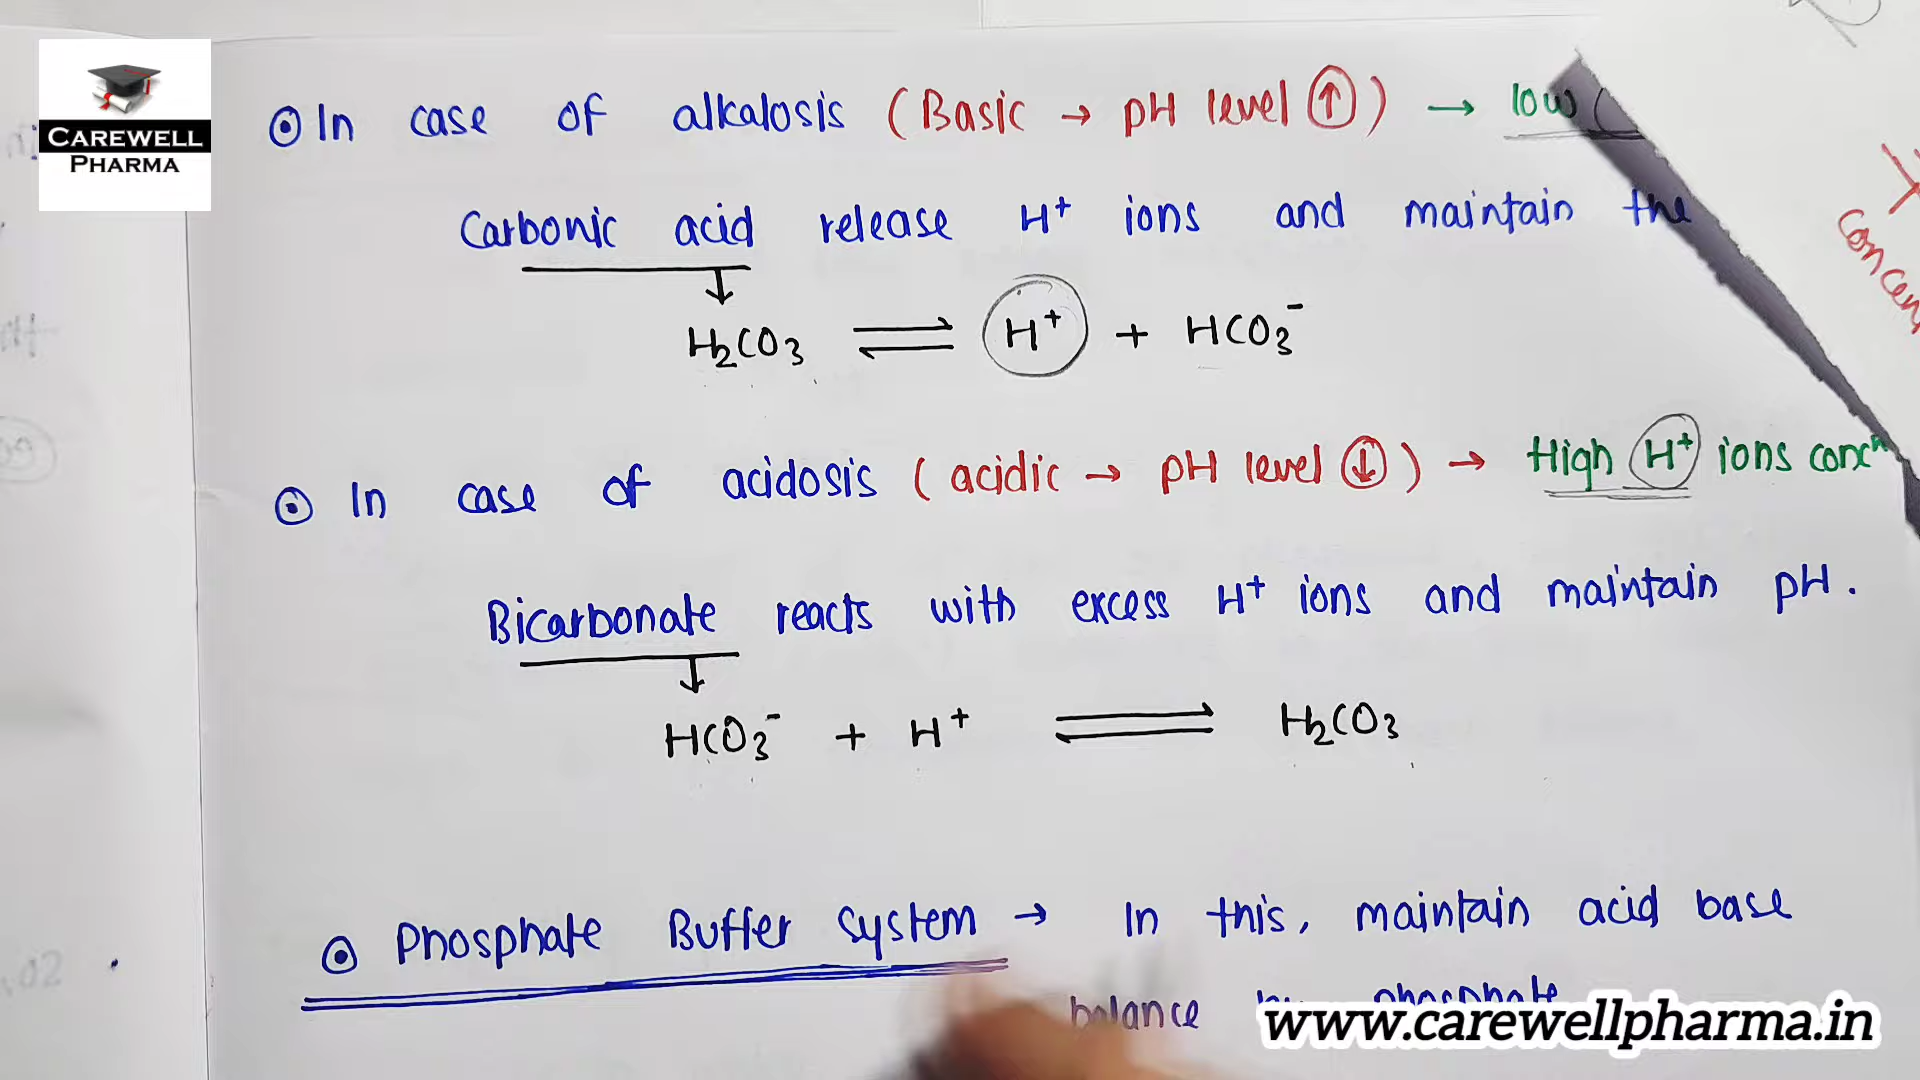 CAREWELL
PHARMA
In case of alkalosis (Basic → pH level ↑) → low
Carbonic acid release H⁺ ions and maintain the
H₂CO₃ ⇌ H⁺ + HCO₃⁻
In case of acidosis (acidic → pH level ↓) → High H⁺ ions concⁿ
Bicarbonate reacts with excess H⁺ ions and maintain pH.
HCO₃⁻ + H⁺ ⇌ H₂CO₃
Phosphate Buffer system → In this, maintain acid base
balance by phosphate
www.carewellpharma.in